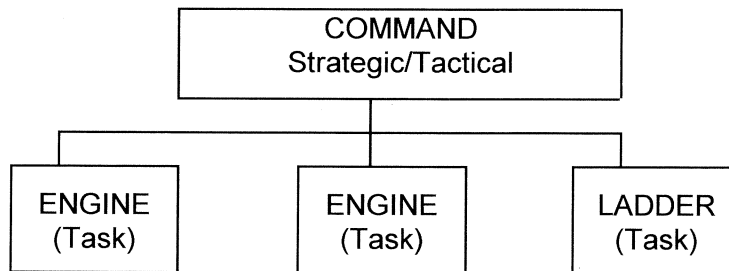 COMMAND
Strategic/Tactical
ENGINE
(Task)
ENGINE
(Task)
LADDER
(Task)